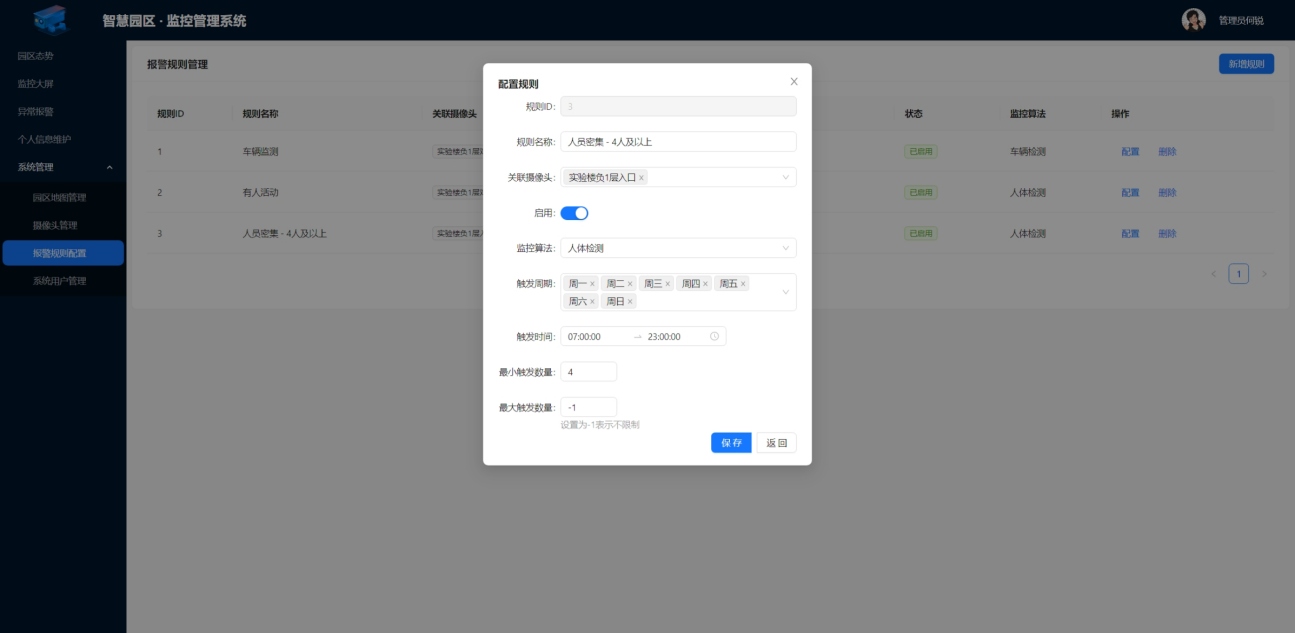 智慧园区 · 监控管理系统
管理员何锐
园区态势
监控大屏
异常报警
个人信息维护
系统管理
园区地图管理
摄像头管理
报警规则配置
系统用户管理
报警规则管理
新增规则
规则ID 规则名称 关联摄像头 状态 监控算法 操作
1 车辆监测 实验楼负1层 已启用 车辆检测 配置 删除
2 有人活动 实验楼负1层 已启用 人体检测 配置 删除
3 人员密集 - 4人及以上 实验楼负1层 已启用 人体检测 配置 删除
1
配置规则
规则ID: 3
规则名称: 人员密集 - 4人及以上
关联摄像头: 实验楼负1层入口 ×
启用:
监控算法: 人体检测
触发周期: 周一 × 周二 × 周三 × 周四 × 周五 ×
周六 × 周日 ×
触发时间: 07:00:00 → 23:00:00
最小触发数量: 4
最大触发数量: -1
设置为-1表示不限制
保存 返回